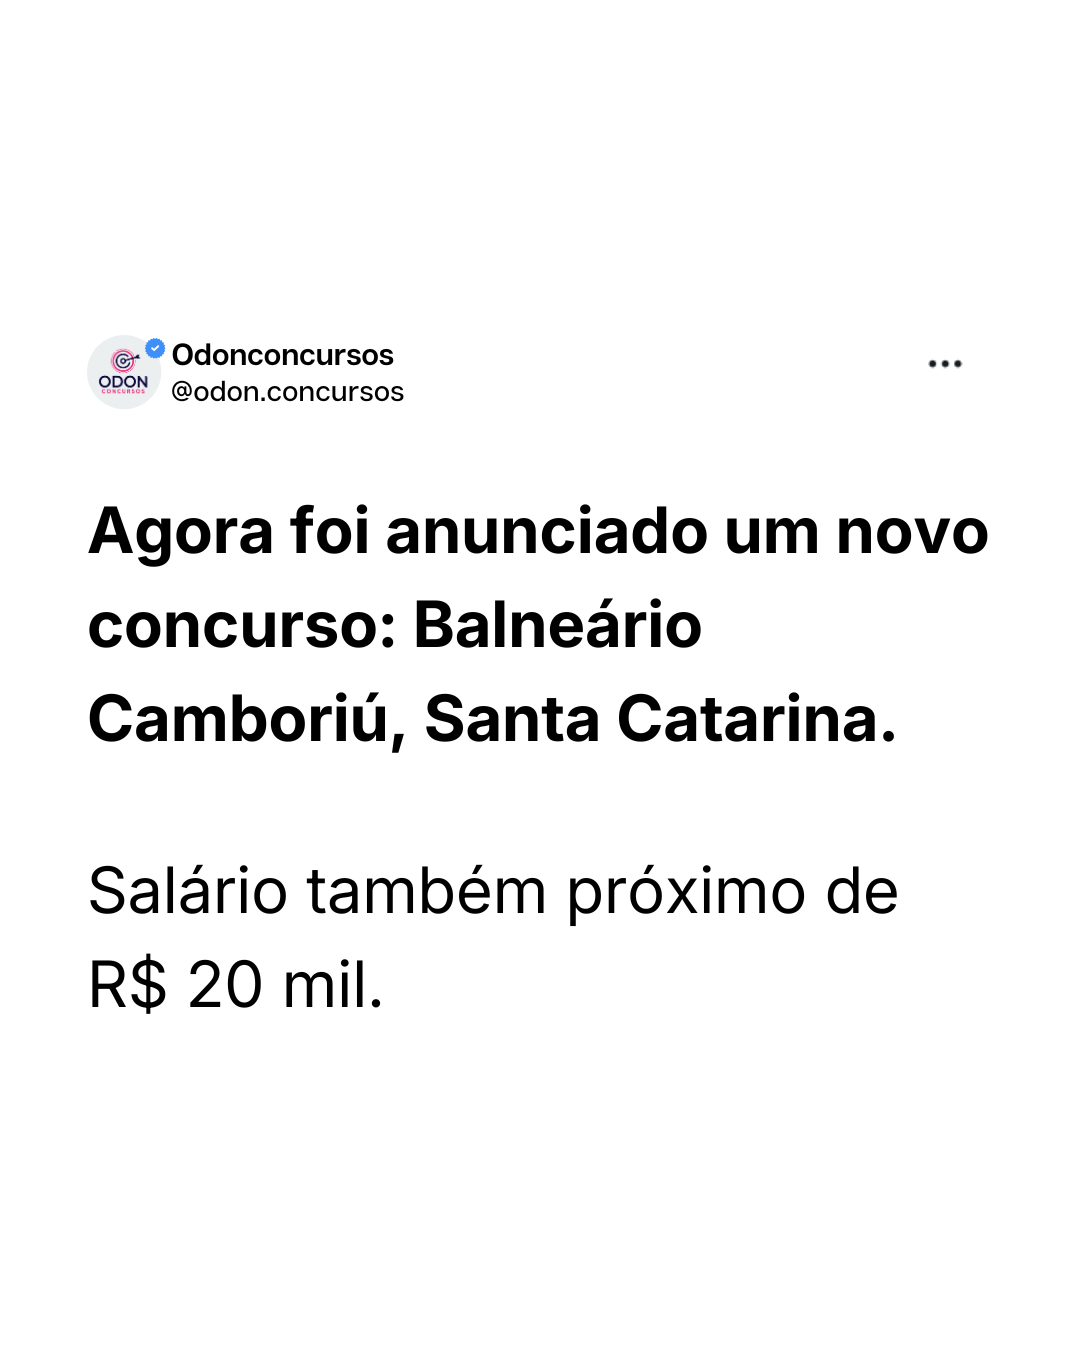 ODON
CONCURSOS
Odonconcursos
@odon.concursos
Agora foi anunciado um novo
concurso: Balneário
Camboriú, Santa Catarina.
Salário também próximo de
R$ 20 mil.